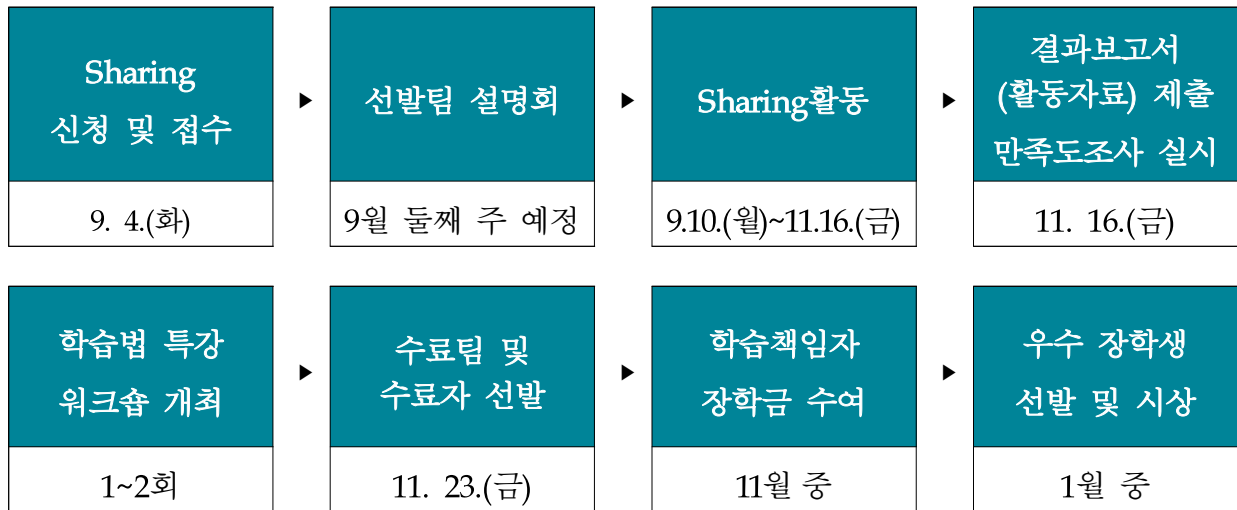 Sharing
신청 및 접수
9. 4.(화)
▶
선발팀 설명회
9월 둘째 주 예정
▶
Sharing활동
9.10.(월)~11.16.(금)
▶
결과보고서
(활동자료) 제출
만족도조사 실시
11. 16.(금)
학습법 특강
워크숍 개최
1~2회
▶
수료팀 및
수료자 선발
11. 23.(금)
▶
학습책임자
장학금 수여
11월 중
▶
우수 장학생
선발 및 시상
1월 중